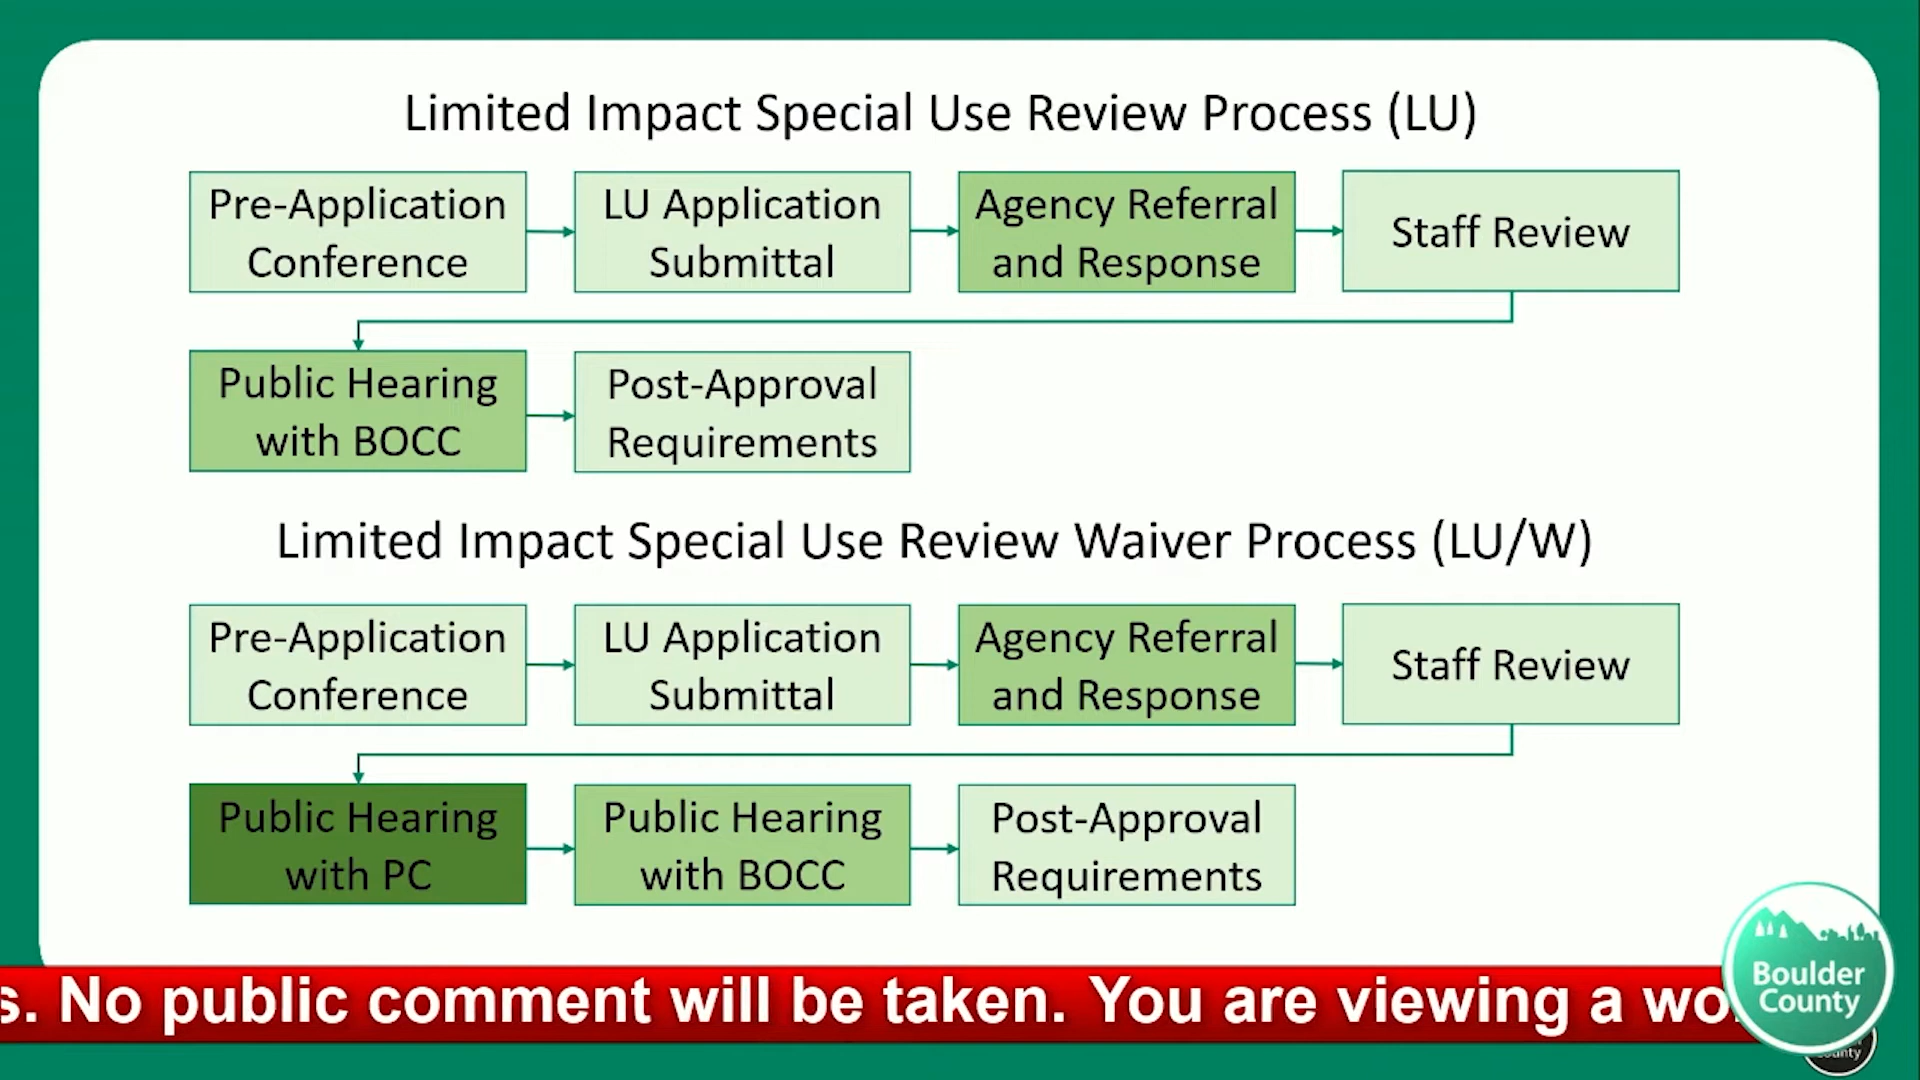 Limited Impact Special Use Review Process (LU)
Pre-Application
Conference
LU Application
Submittal
Agency Referral
and Response
Staff Review
Public Hearing
with BOCC
Post-Approval
Requirements
Limited Impact Special Use Review Waiver Process (LU/W)
Pre-Application
Conference
LU Application
Submittal
Agency Referral
and Response
Staff Review
Public Hearing
with PC
Public Hearing
with BOCC
Post-Approval
Requirements
s. No public comment will be taken. You are viewing a wo
Boulder
County